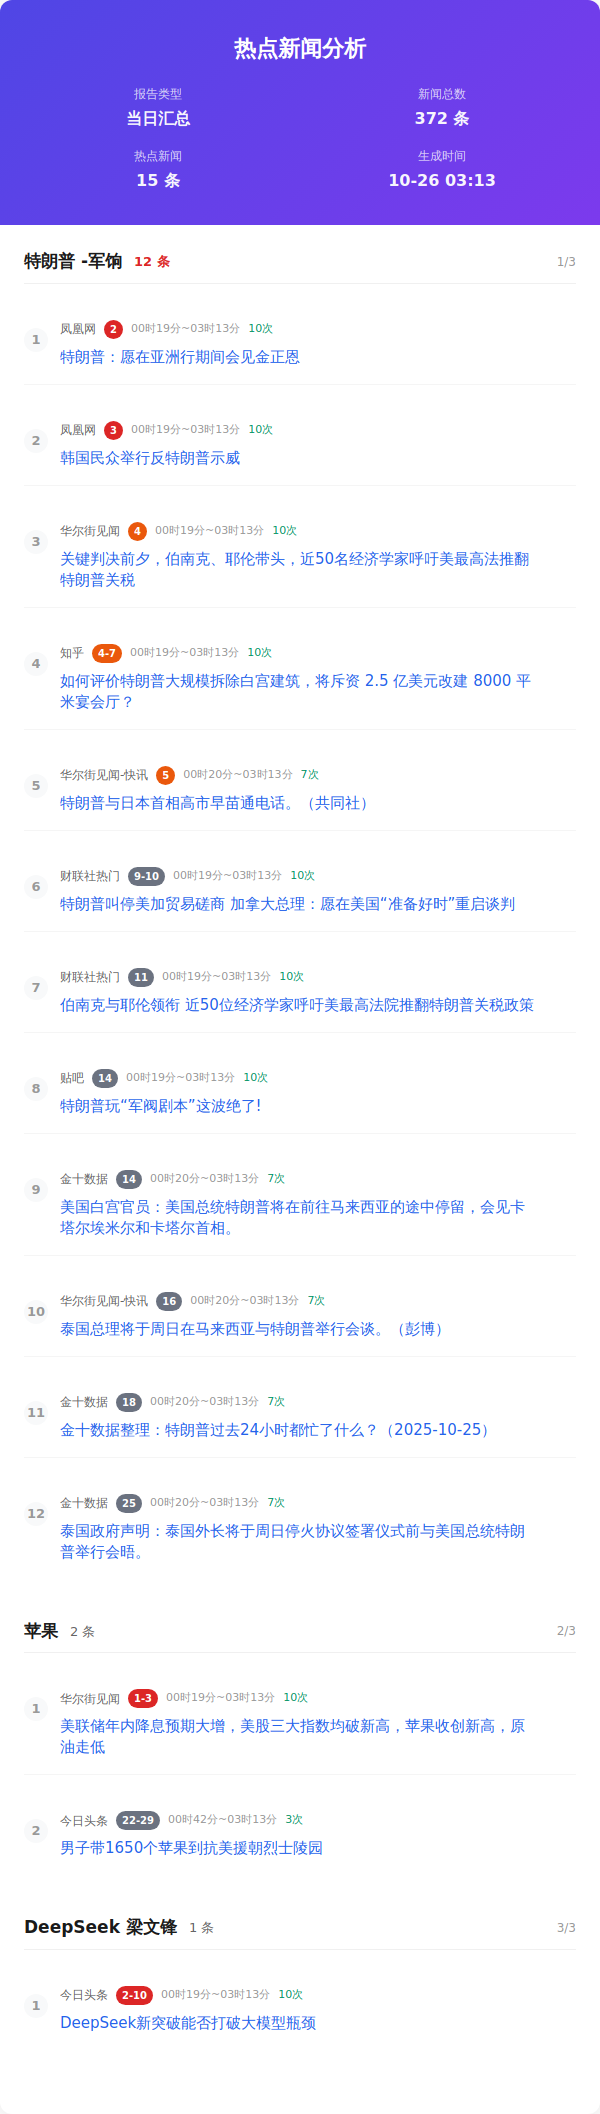 热点新闻分析
报告类型
当日汇总
新闻总数
372 条
热点新闻
15 条
生成时间
10-26 03:13
特朗普 -军饷 12 条 1/3
1
凤凰网 2 00时19分~03时13分 10次
特朗普：愿在亚洲行期间会见金正恩
2
凤凰网 3 00时19分~03时13分 10次
韩国民众举行反特朗普示威
3
华尔街见闻 4 00时19分~03时13分 10次
关键判决前夕，伯南克、耶伦带头，近50名经济学家呼吁美最高法推翻
特朗普关税
4
知乎 4-7 00时19分~03时13分 10次
如何评价特朗普大规模拆除白宫建筑，将斥资 2.5 亿美元改建 8000 平
米宴会厅？
5
华尔街见闻-快讯 5 00时20分~03时13分 7次
特朗普与日本首相高市早苗通电话。（共同社）
6
财联社热门 9-10 00时19分~03时13分 10次
特朗普叫停美加贸易磋商 加拿大总理：愿在美国“准备好时”重启谈判
7
财联社热门 11 00时19分~03时13分 10次
伯南克与耶伦领衔 近50位经济学家呼吁美最高法院推翻特朗普关税政策
8
贴吧 14 00时19分~03时13分 10次
特朗普玩“军阀剧本”这波绝了!
9
金十数据 14 00时20分~03时13分 7次
美国白宫官员：美国总统特朗普将在前往马来西亚的途中停留，会见卡
塔尔埃米尔和卡塔尔首相。
10
华尔街见闻-快讯 16 00时20分~03时13分 7次
泰国总理将于周日在马来西亚与特朗普举行会谈。（彭博）
11
金十数据 18 00时20分~03时13分 7次
金十数据整理：特朗普过去24小时都忙了什么？（2025-10-25）
12
金十数据 25 00时20分~03时13分 7次
泰国政府声明：泰国外长将于周日停火协议签署仪式前与美国总统特朗
普举行会晤。
苹果 2 条 2/3
1
华尔街见闻 1-3 00时19分~03时13分 10次
美联储年内降息预期大增，美股三大指数均破新高，苹果收创新高，原
油走低
2
今日头条 22-29 00时42分~03时13分 3次
男子带1650个苹果到抗美援朝烈士陵园
DeepSeek 梁文锋 1 条 3/3
1
今日头条 2-10 00时19分~03时13分 10次
DeepSeek新突破能否打破大模型瓶颈